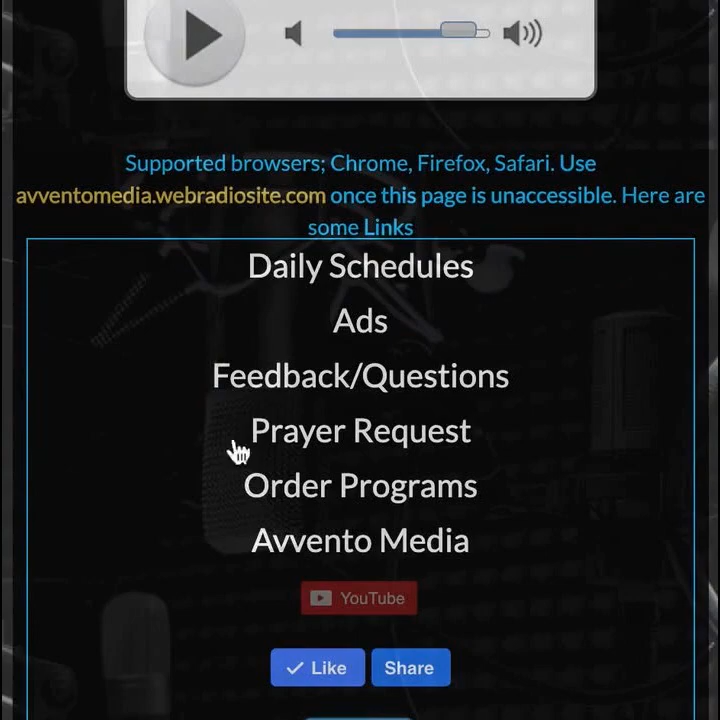 Supported browsers; Chrome, Firefox, Safari. Use
avventomedia.webradiosite.com once this page is unaccessible. Here are
some Links
Daily Schedules
Ads
Feedback/Questions
Prayer Request
Order Programs
Avvento Media
YouTube
Like Share